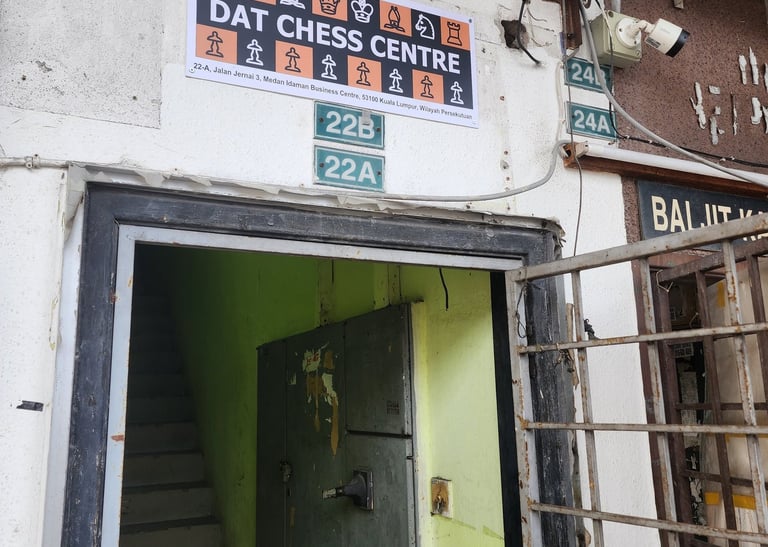 DAT CHESS CENTRE
22-A, Jalan Jernai 3, Medan Idaman Business Centre, 53100 Kuala Lumpur, Wilayah Persekutuan
22B
22A
24B
24A
BALJIT